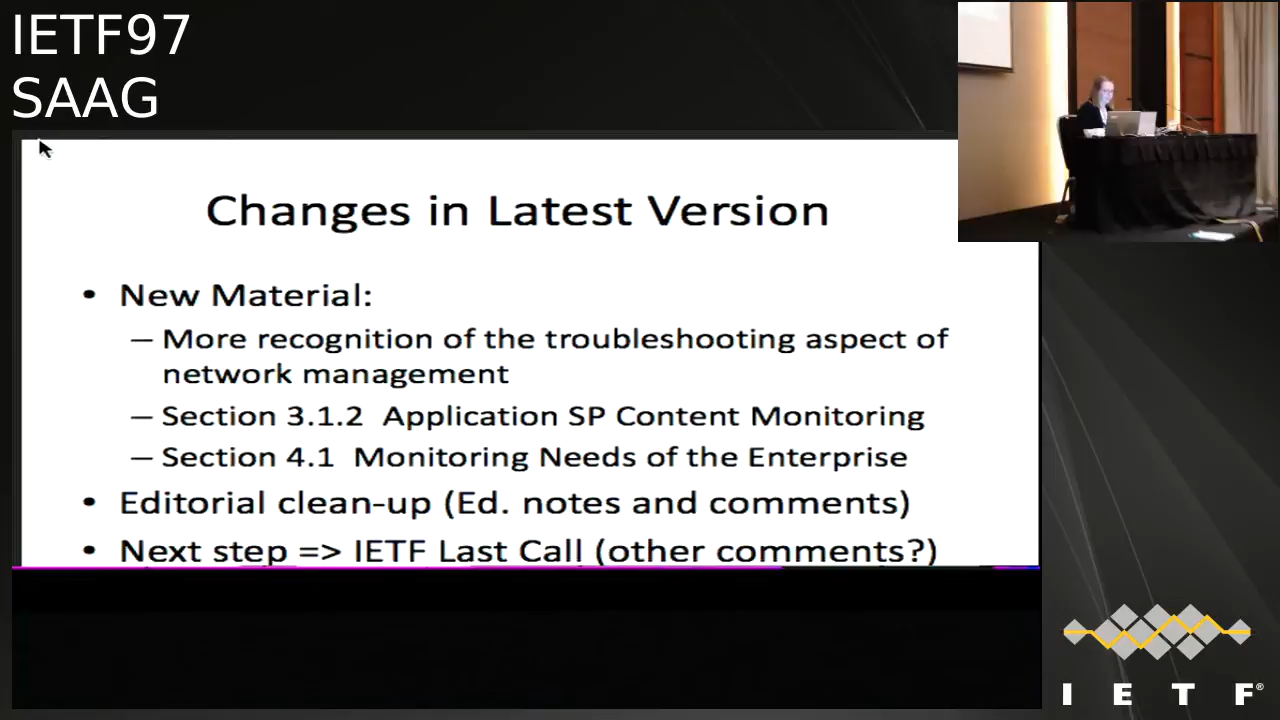 IETF97
SAAG
Changes in Latest Version
• New Material:
– More recognition of the troubleshooting aspect of
network management
– Section 3.1.2 Application SP Content Monitoring
– Section 4.1 Monitoring Needs of the Enterprise
• Editorial clean-up (Ed. notes and comments)
• Next step => IETF Last Call (other comments?)
I E T F®